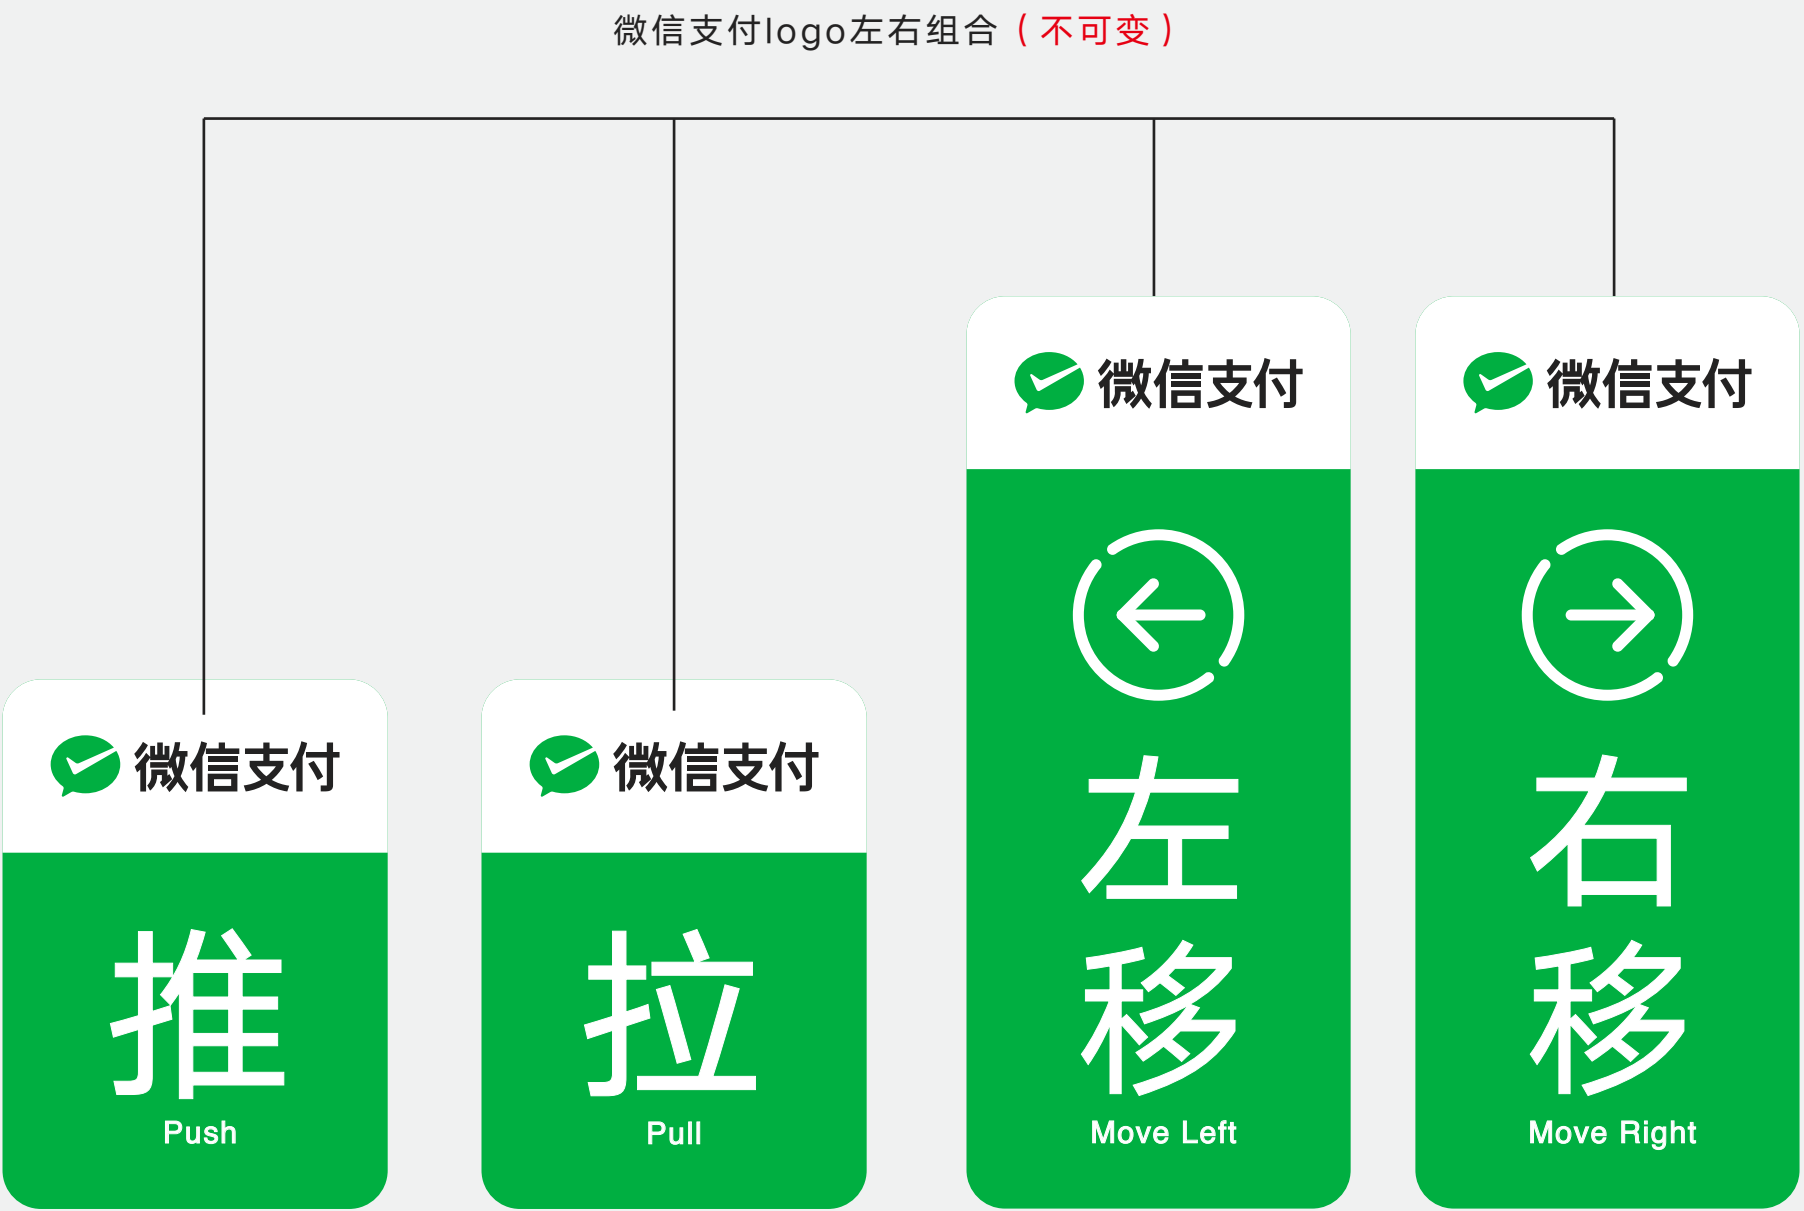 微信支付logo左右组合（不可变）
微信支付
推
Push
微信支付
拉
Pull
微信支付
左
移
Move Left
微信支付
右
移
Move Right